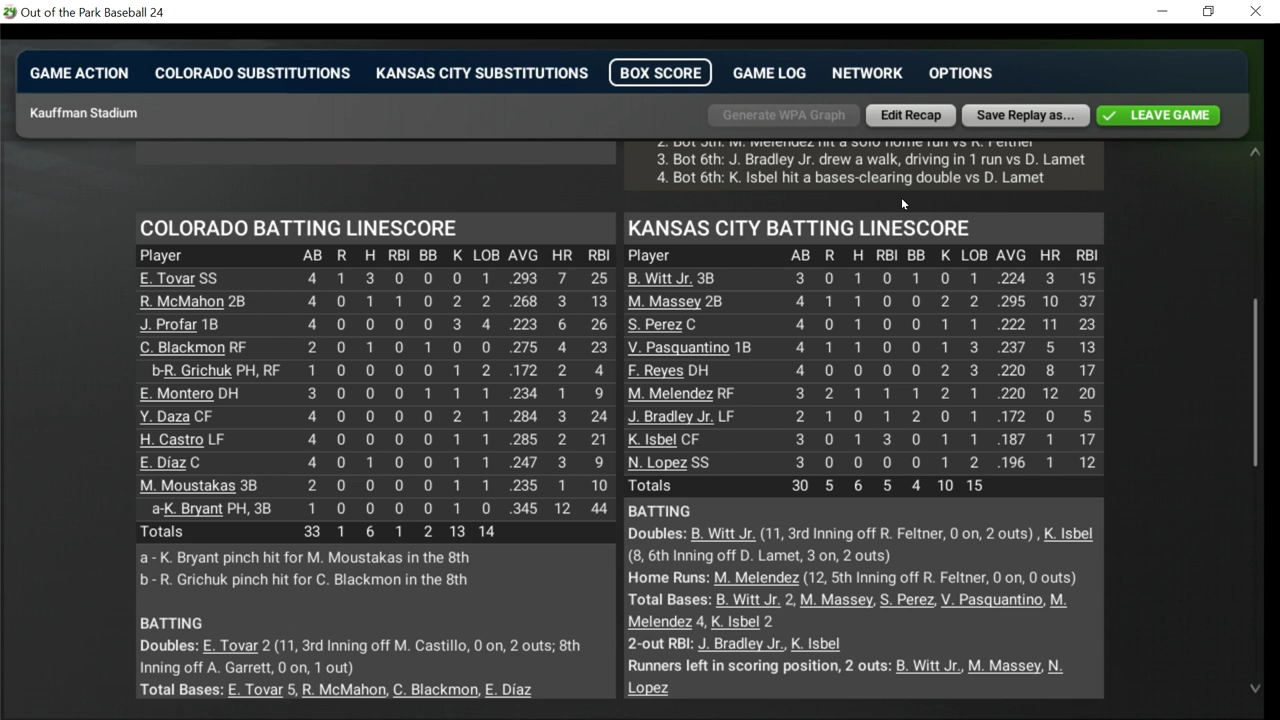 24 Out of the Park Baseball 24
GAME ACTION COLORADO SUBSTITUTIONS KANSAS CITY SUBSTITUTIONS BOX SCORE GAME LOG NETWORK OPTIONS
Kauffman Stadium Generate WPA Graph Edit Recap Save Replay as... LEAVE GAME
2. Bot 5th: M. Melendez hit a solo home run vs R. Feltner
3. Bot 6th: J. Bradley Jr. drew a walk, driving in 1 run vs D. Lamet
4. Bot 6th: K. Isbel hit a bases-clearing double vs D. Lamet
COLORADO BATTING LINESCORE
Player AB R H RBI BB K LOB AVG HR RBI
E. Tovar SS 4 1 3 0 0 0 1 .293 7 25
R. McMahon 2B 4 0 1 1 0 2 2 .268 3 13
J. Profar 1B 4 0 0 0 0 3 4 .223 6 26
C. Blackmon RF 2 0 1 0 1 0 0 .275 4 23
b-R. Grichuk PH, RF 1 0 0 0 0 1 2 .172 2 4
E. Montero DH 3 0 0 0 1 1 1 .234 1 9
Y. Daza CF 4 0 0 0 0 2 1 .284 3 24
H. Castro LF 4 0 0 0 0 1 1 .285 2 21
E. Díaz C 4 0 1 0 0 1 1 .247 3 9
M. Moustakas 3B 2 0 0 0 0 1 1 .235 1 10
a-K. Bryant PH, 3B 1 0 0 0 0 1 0 .345 12 44
Totals 33 1 6 1 2 13 14
a - K. Bryant pinch hit for M. Moustakas in the 8th
b - R. Grichuk pinch hit for C. Blackmon in the 8th
BATTING
Doubles: E. Tovar 2 (11, 3rd Inning off M. Castillo, 0 on, 2 outs; 8th
Inning off A. Garrett, 0 on, 1 out)
Total Bases: E. Tovar 5, R. McMahon, C. Blackmon, E. Díaz
KANSAS CITY BATTING LINESCORE
Player AB R H RBI BB K LOB AVG HR RBI
B. Witt Jr. 3B 3 0 1 0 1 0 1 .224 3 15
M. Massey 2B 4 1 1 0 0 2 2 .295 10 37
S. Perez C 4 0 1 0 0 1 1 .222 11 23
V. Pasquantino 1B 4 1 1 0 0 1 3 .237 5 13
F. Reyes DH 4 0 0 0 0 2 3 .220 8 17
M. Melendez RF 3 2 1 1 1 2 1 .220 12 20
J. Bradley Jr. LF 2 1 0 1 2 0 1 .172 0 5
K. Isbel CF 3 0 1 3 0 1 1 .187 1 17
N. Lopez SS 3 0 0 0 0 1 2 .196 1 12
Totals 30 5 6 5 4 10 15
BATTING
Doubles: B. Witt Jr. (11, 3rd Inning off R. Feltner, 0 on, 2 outs) , K. Isbel
(8, 6th Inning off D. Lamet, 3 on, 2 outs)
Home Runs: M. Melendez (12, 5th Inning off R. Feltner, 0 on, 0 outs)
Total Bases: B. Witt Jr. 2, M. Massey, S. Perez, V. Pasquantino, M.
Melendez 4, K. Isbel 2
2-out RBI: J. Bradley Jr., K. Isbel
Runners left in scoring position, 2 outs: B. Witt Jr., M. Massey, N.
Lopez